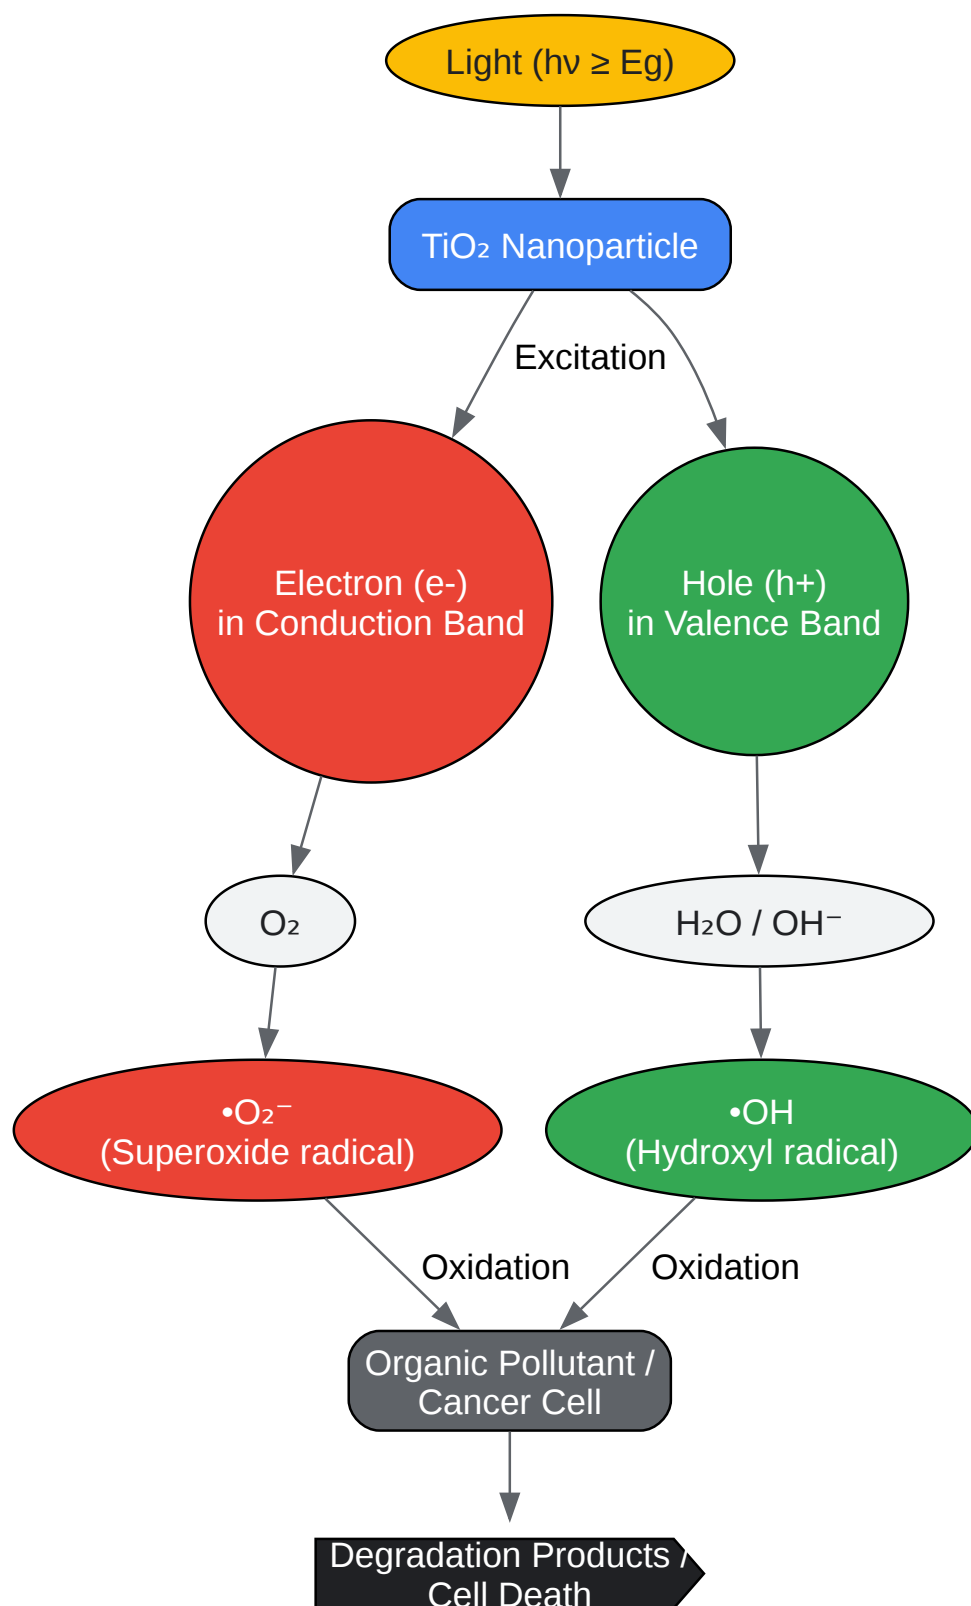 Light (hν ≥ Eg)
TiO₂ Nanoparticle
Excitation
Electron (e-)
in Conduction Band
Hole (h+)
in Valence Band
O₂
H₂O / OH⁻
•O₂⁻
(Superoxide radical)
•OH
(Hydroxyl radical)
Oxidation
Oxidation
Organic Pollutant /
Cancer Cell
Degradation Products /
Cell Death